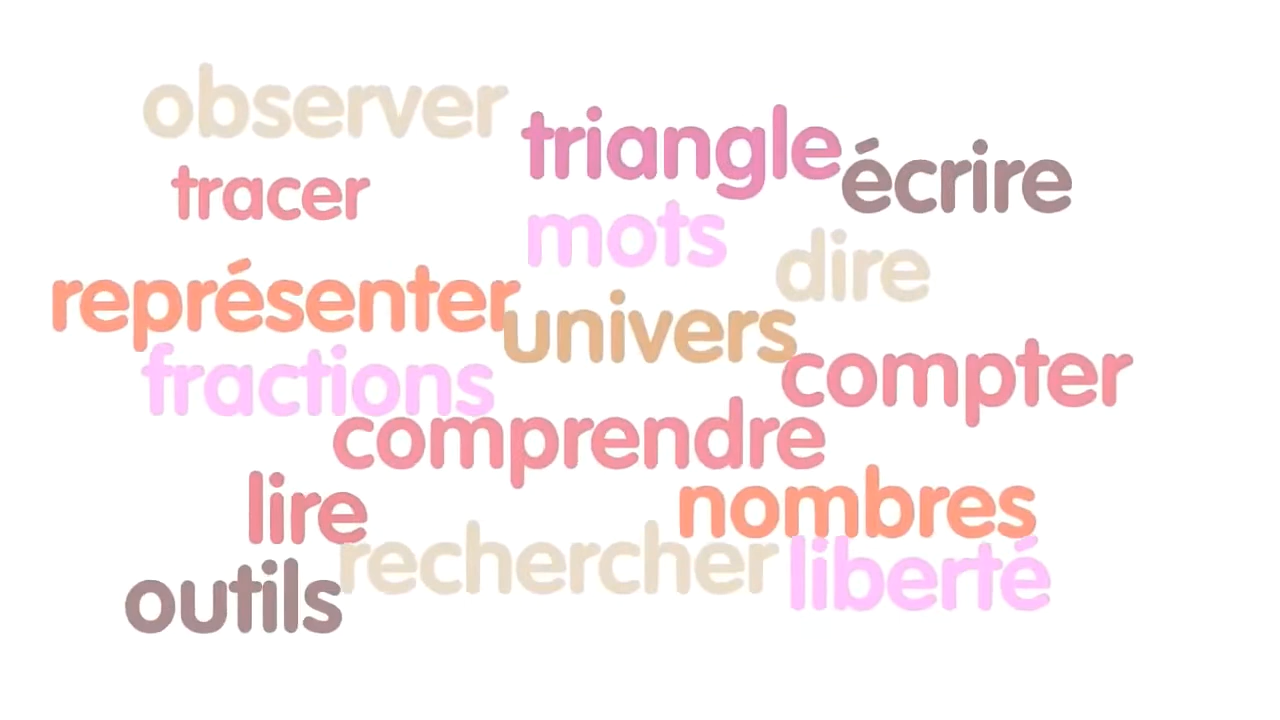 observer
triangle
écrire
tracer
mots
dire
représenter
univers
fractions
compter
comprendre
lire
nombres
rechercher
liberté
outils